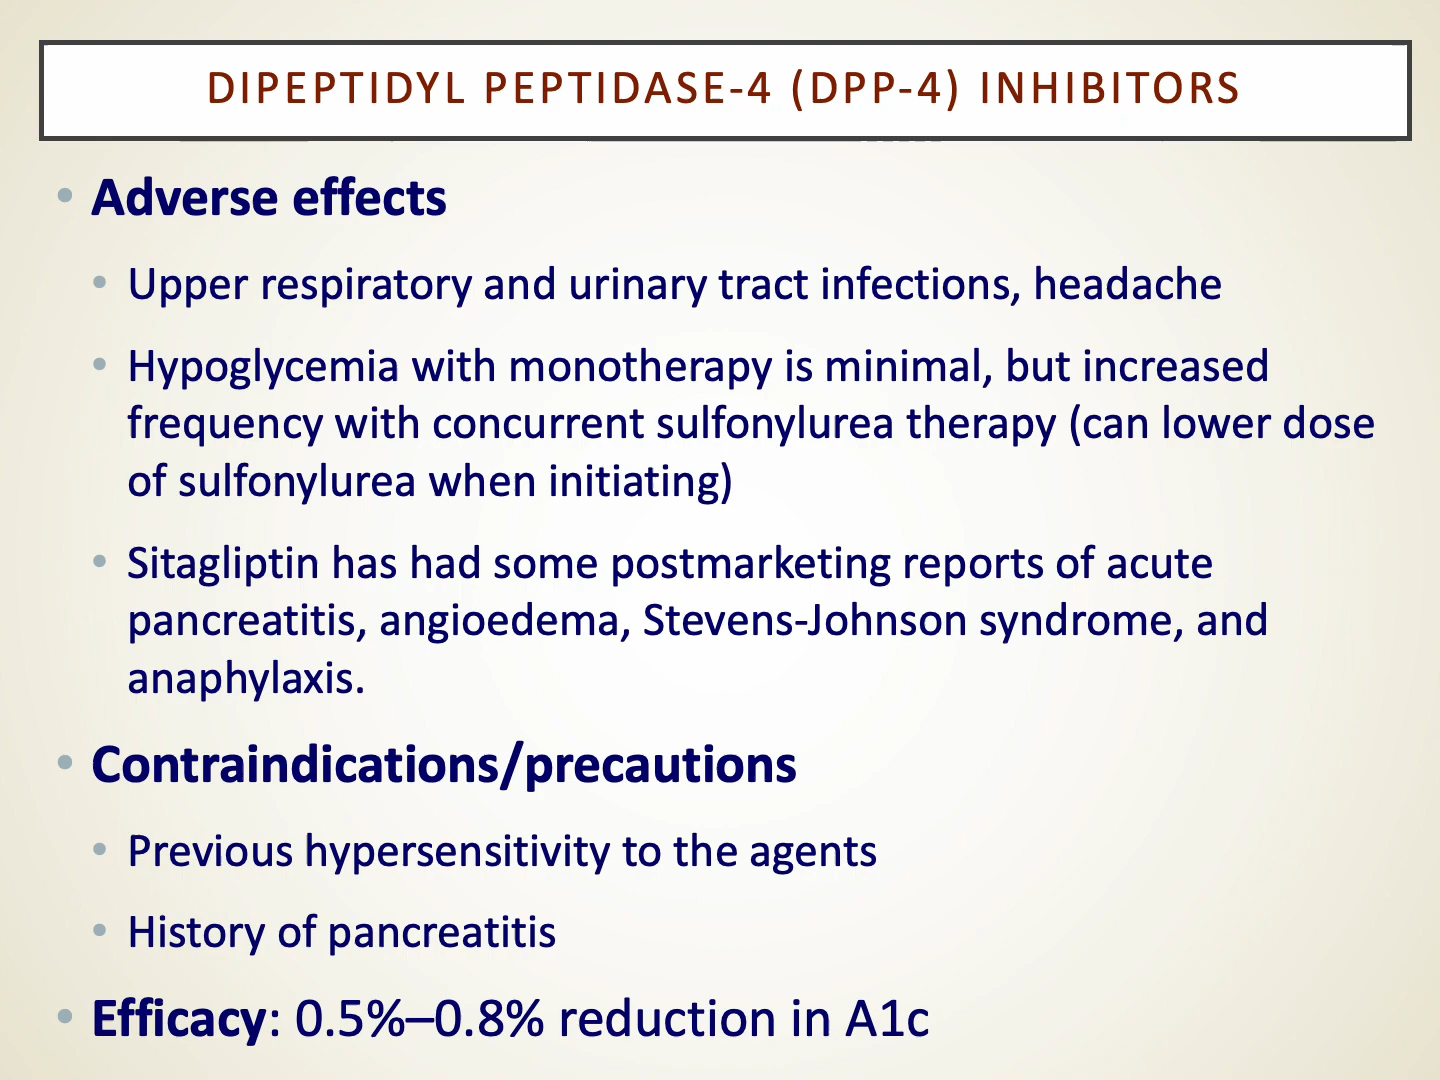 DIPEPTIDYL PEPTIDASE-4 (DPP-4) INHIBITORS
• Adverse effects
• Upper respiratory and urinary tract infections, headache
• Hypoglycemia with monotherapy is minimal, but increased
frequency with concurrent sulfonylurea therapy (can lower dose
of sulfonylurea when initiating)
• Sitagliptin has had some postmarketing reports of acute
pancreatitis, angioedema, Stevens-Johnson syndrome, and
anaphylaxis.
• Contraindications/precautions
• Previous hypersensitivity to the agents
• History of pancreatitis
• Efficacy: 0.5%–0.8% reduction in A1c